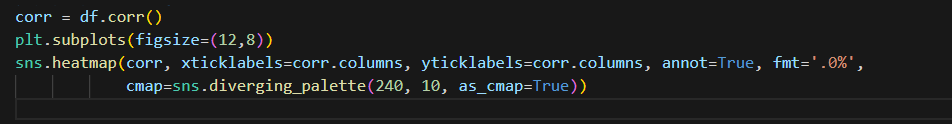 corr = df.corr()
plt.subplots(figsize=(12,8))
sns.heatmap(corr, xticklabels=corr.columns, yticklabels=corr.columns, annot=True, fmt='.0%',
            cmap=sns.diverging_palette(240, 10, as_cmap=True))